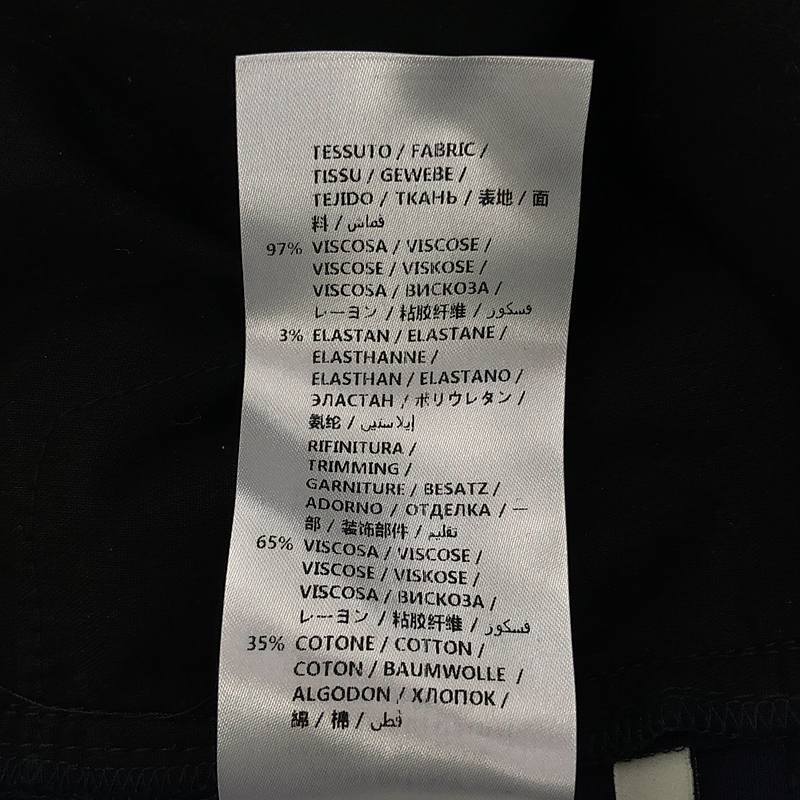 TESSUTO / FABRIC /
TISSU / GEWEBE /
TEJIDO / ТКАНЬ / 表地 / 面
料 / قماش
97% VISCOSA / VISCOSE /
VISCOSE / VISKOSE /
VISCOSA / ВИСКОЗА /
レーヨン / 粘胶纤维 / فسكوز
3% ELASTAN / ELASTANE /
ELASTHANNE /
ELASTHAN / ELASTANO /
ЭЛАСТАН / ポリウレタン /
氨纶 / إيلاستين
RIFINITURA /
TRIMMING /
GARNITURE / BESATZ /
ADORNO / ОТДЕЛКА / 一
部 / 装饰部件 / تقليم
65% VISCOSA / VISCOSE /
VISCOSE / VISKOSE /
VISCOSA / ВИСКОЗА /
レーヨン / 粘胶纤维 / فسكوز
35% COTONE / COTTON /
COTON / BAUMWOLLE /
ALGODON / ХЛОПОК /
綿 / 棉 / قطن